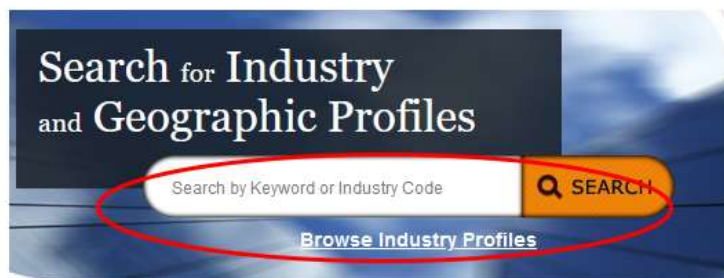 Search for Industry
and Geographic Profiles
Search by Keyword or Industry Code
SEARCH
Browse Industry Profiles